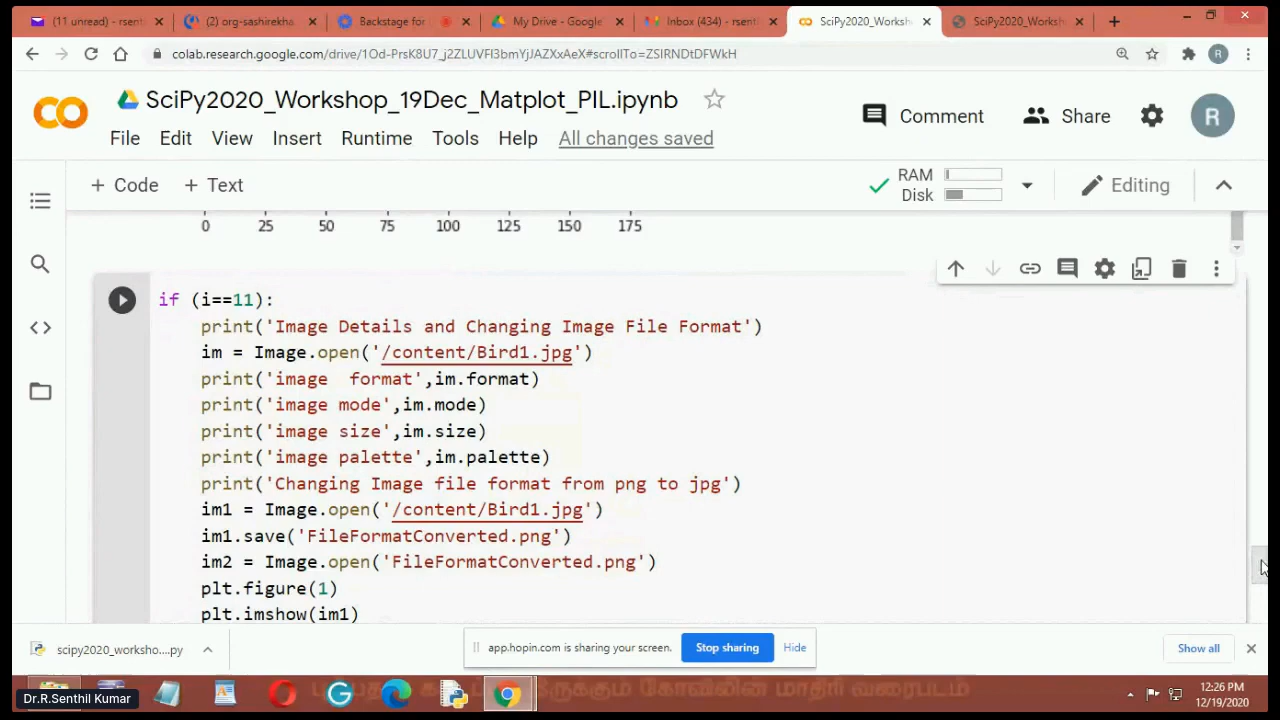 (11 unread) - rsent
(2) org-sashirekha
Backstage for
My Drive - Google
Inbox (434) - rsen
SciPy2020_Worksh
SciPy2020_Worksh
colab.research.google.com/drive/1Od-PrsK8U7_j2ZLUVFl3bmYjJAZXxAeX#scrollTo=ZSIRNDtDFWkH
R
SciPy2020_Workshop_19Dec_Matplot_PIL.ipynb
File Edit View Insert Runtime Tools Help All changes saved
Comment
Share
R
+ Code + Text
RAM
Disk
Editing
0 25 50 75 100 125 150 175
if (i==11):
print('Image Details and Changing Image File Format')
im = Image.open('/content/Bird1.jpg')
print('image  format',im.format)
print('image mode',im.mode)
print('image size',im.size)
print('image palette',im.palette)
print('Changing Image file format from png to jpg')
im1 = Image.open('/content/Bird1.jpg')
im1.save('FileFormatConverted.png')
im2 = Image.open('FileFormatConverted.png')
plt.figure(1)
plt.imshow(im1)
scipy2020_worksho....py
app.hopin.com is sharing your screen.
Stop sharing
Hide
Show all
Dr.R.Senthil Kumar
12:26 PM
12/19/2020